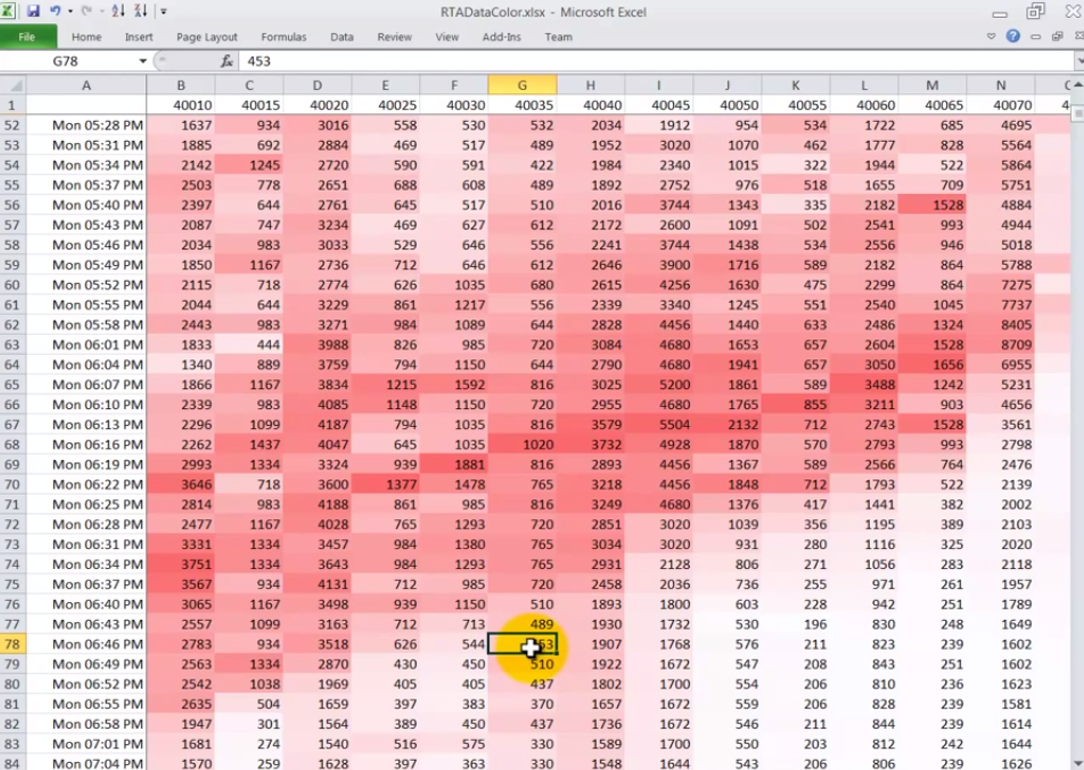 RTADataColor.xlsx - Microsoft Excel
File Home Insert Page Layout Formulas Data Review View Add-Ins Team
G78 fx 453
A B C D E F G H I J K L M N
1 40010 40015 40020 40025 40030 40035 40040 40045 40050 40055 40060 40065 40070
52 Mon 05:28 PM 1637 934 3016 558 530 532 2034 1912 954 534 1722 685 4695
53 Mon 05:31 PM 1885 692 2884 469 517 489 1952 3020 1070 462 1777 828 5564
54 Mon 05:34 PM 2142 1245 2720 590 591 422 1984 2340 1015 322 1944 522 5864
55 Mon 05:37 PM 2503 778 2651 688 608 489 1892 2752 976 518 1655 709 5751
56 Mon 05:40 PM 2397 644 2761 645 517 510 2016 3744 1343 335 2182 1528 4884
57 Mon 05:43 PM 2087 747 3234 469 627 612 2172 2600 1091 502 2541 993 4944
58 Mon 05:46 PM 2034 983 3033 529 646 556 2241 3744 1438 534 2556 946 5018
59 Mon 05:49 PM 1850 1167 2736 712 646 612 2646 3900 1716 589 2182 864 5788
60 Mon 05:52 PM 2115 718 2774 626 1035 680 2615 4256 1630 475 2299 864 7275
61 Mon 05:55 PM 2044 644 3229 861 1217 556 2339 3340 1245 551 2540 1045 7737
62 Mon 05:58 PM 2443 983 3271 984 1089 644 2828 4456 1440 633 2486 1324 8405
63 Mon 06:01 PM 1833 444 3988 826 985 720 3084 4680 1653 657 2604 1528 8709
64 Mon 06:04 PM 1340 889 3759 794 1150 644 2790 4680 1941 657 3050 1656 6955
65 Mon 06:07 PM 1866 1167 3834 1215 1592 816 3025 5200 1861 589 3488 1242 5231
66 Mon 06:10 PM 2339 983 4085 1148 1150 720 2955 4680 1765 855 3211 903 4656
67 Mon 06:13 PM 2296 1099 4187 794 1035 816 3579 5504 2132 712 2743 1528 3561
68 Mon 06:16 PM 2262 1437 4047 645 1035 1020 3732 4928 1870 570 2793 993 2798
69 Mon 06:19 PM 2993 1334 3324 939 1881 816 2893 4456 1367 589 2566 764 2476
70 Mon 06:22 PM 3646 718 3600 1377 1478 765 3218 4456 1848 712 1793 522 2139
71 Mon 06:25 PM 2814 983 4188 861 985 816 3249 4680 1376 417 1441 382 2002
72 Mon 06:28 PM 2477 1167 4028 765 1293 720 2851 3020 1039 356 1195 389 2103
73 Mon 06:31 PM 3331 1334 3457 984 1380 765 3034 3020 931 280 1116 325 2020
74 Mon 06:34 PM 3751 1334 3643 984 1293 765 2931 2128 806 271 1056 283 2118
75 Mon 06:37 PM 3567 934 4131 712 985 720 2458 2036 736 255 971 261 1957
76 Mon 06:40 PM 3065 1167 3498 939 1150 510 1893 1800 603 228 942 251 1789
77 Mon 06:43 PM 2557 1099 3163 712 713 489 1930 1732 530 196 830 248 1649
78 Mon 06:46 PM 2783 934 3518 626 544 1907 1768 576 211 823 239 1602
79 Mon 06:49 PM 2563 1334 2870 430 450 510 1922 1672 547 208 843 251 1602
80 Mon 06:52 PM 2542 1038 1969 405 405 437 1802 1700 554 206 810 236 1623
81 Mon 06:55 PM 2635 504 1659 397 383 370 1657 1672 559 206 828 239 1581
82 Mon 06:58 PM 1947 301 1564 389 450 437 1736 1672 546 211 844 239 1614
83 Mon 07:01 PM 1681 274 1540 516 575 330 1589 1700 550 203 812 242 1644
84 Mon 07:04 PM 1570 259 1628 397 363 330 1548 1644 543 206 806 239 1626